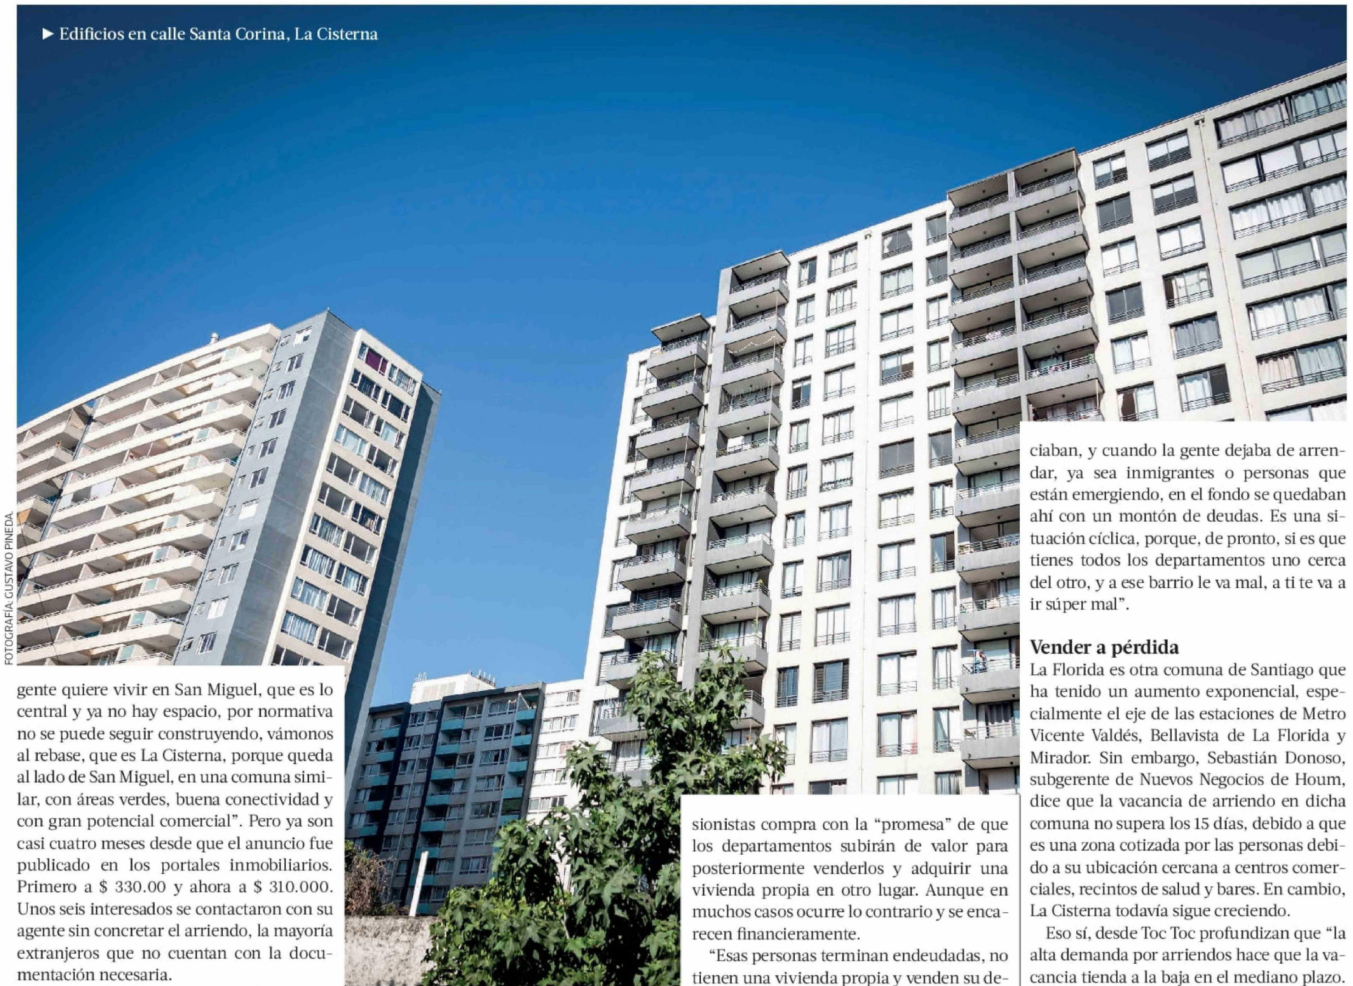 ► Edificios en calle Santa Corina, La Cisterna
FOTOGRAFÍA: GUSTAVO PINEDA.
gente quiere vivir en San Miguel, que es lo
central y ya no hay espacio, por normativa
no se puede seguir construyendo, vámonos
al rebase, que es La Cisterna, porque queda
al lado de San Miguel, en una comuna simi-
lar, con áreas verdes, buena conectividad y
con gran potencial comercial”. Pero ya son
casi cuatro meses desde que el anuncio fue
publicado en los portales inmobiliarios.
Primero a $ 330.00 y ahora a $ 310.000.
Unos seis interesados se contactaron con su
agente sin concretar el arriendo, la mayoría
extranjeros que no cuentan con la docu-
mentación necesaria.
sionistas compra con la “promesa” de que
los departamentos subirán de valor para
posteriormente venderlos y adquirir una
vivienda propia en otro lugar. Aunque en
muchos casos ocurre lo contrario y se enca-
recen financieramente.
“Esas personas terminan endeudadas, no
tienen una vivienda propia y venden su de-
ciaban, y cuando la gente dejaba de arren-
dar, ya sea inmigrantes o personas que
están emergiendo, en el fondo se quedaban
ahí con un montón de deudas. Es una si-
tuación cíclica, porque, de pronto, si es que
tienes todos los departamentos uno cerca
del otro, y a ese barrio le va mal, a ti te va a
ir súper mal”.
Vender a pérdida
La Florida es otra comuna de Santiago que
ha tenido un aumento exponencial, espe-
cialmente el eje de las estaciones de Metro
Vicente Valdés, Bellavista de La Florida y
Mirador. Sin embargo, Sebastián Donoso,
subgerente de Nuevos Negocios de Houm,
dice que la vacancia de arriendo en dicha
comuna no supera los 15 días, debido a que
es una zona cotizada por las personas debi-
do a su ubicación cercana a centros comer-
ciales, recintos de salud y bares. En cambio,
La Cisterna todavía sigue creciendo.
Eso sí, desde Toc Toc profundizan que “la
alta demanda por arriendos hace que la va-
cancia tienda a la baja en el mediano plazo.